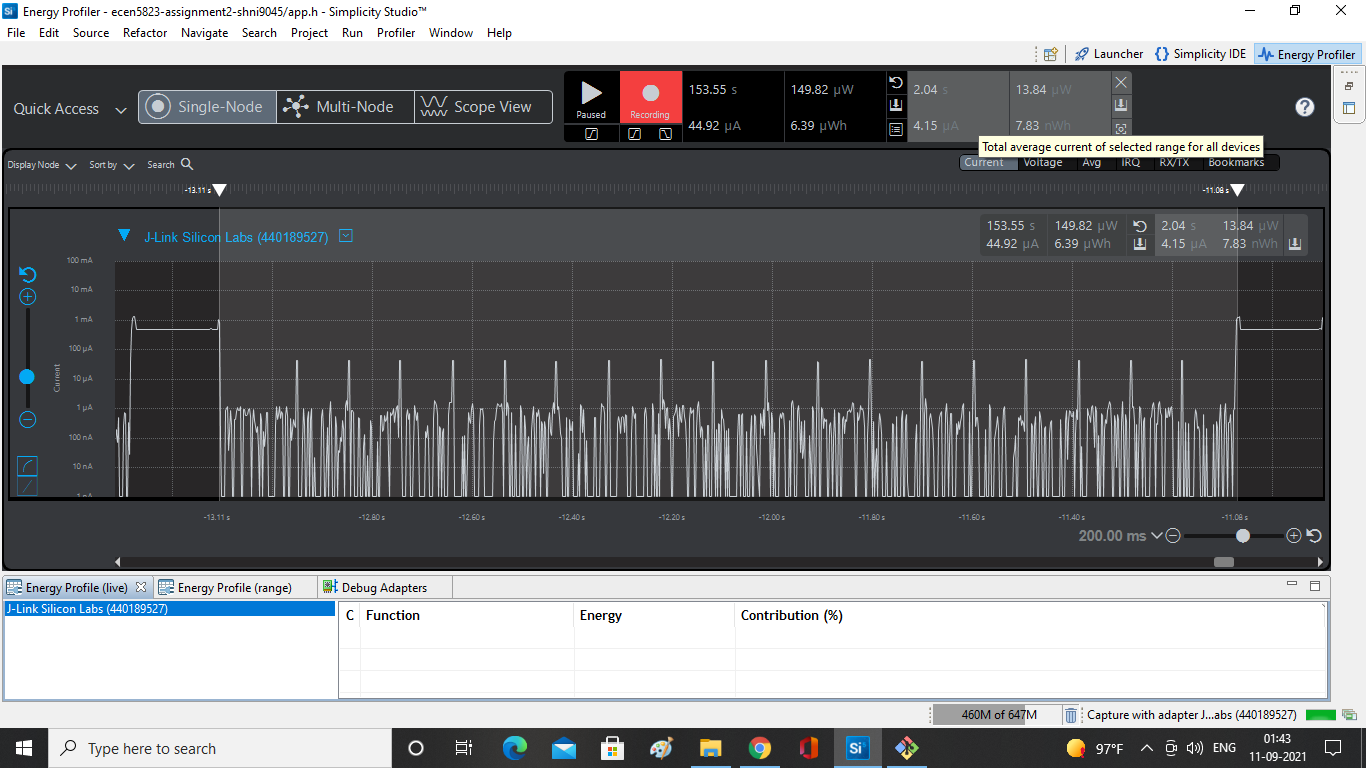 Energy Profiler - ecen5823-assignment2-shni9045/app.h - Simplicity Studio™
File Edit Source Refactor Navigate Search Project Run Profiler Window Help
Launcher Simplicity IDE Energy Profiler
Quick Access Single-Node Multi-Node Scope View
Paused Recording
153.55 s 149.82 µW 2.04 s 13.84 µW
44.92 µA 6.39 µWh 4.15 µA 7.83 nWh
Total average current of selected range for all devices
Display Node Sort by Search
Current Voltage Avg IRQ RX/TX Bookmarks
-13.11 s -11.08 s
J-Link Silicon Labs (440189527)
153.55 s 149.82 µW 2.04 s 13.84 µW
44.92 µA 6.39 µWh 4.15 µA 7.83 nWh
100 mA
10 mA
1 mA
100 µA
10 µA
1 µA
100 nA
10 nA
1 nA
Current
-13.11 s -12.80 s -12.60 s -12.40 s -12.20 s -12.00 s -11.80 s -11.60 s -11.40 s -11.08 s
200.00 ms
Energy Profile (live) Energy Profile (range) Debug Adapters
J-Link Silicon Labs (440189527)
C Function Energy Contribution (%)
460M of 647M Capture with adapter J...abs (440189527)
Type here to search
Si
97°F ENG
01:43
11-09-2021